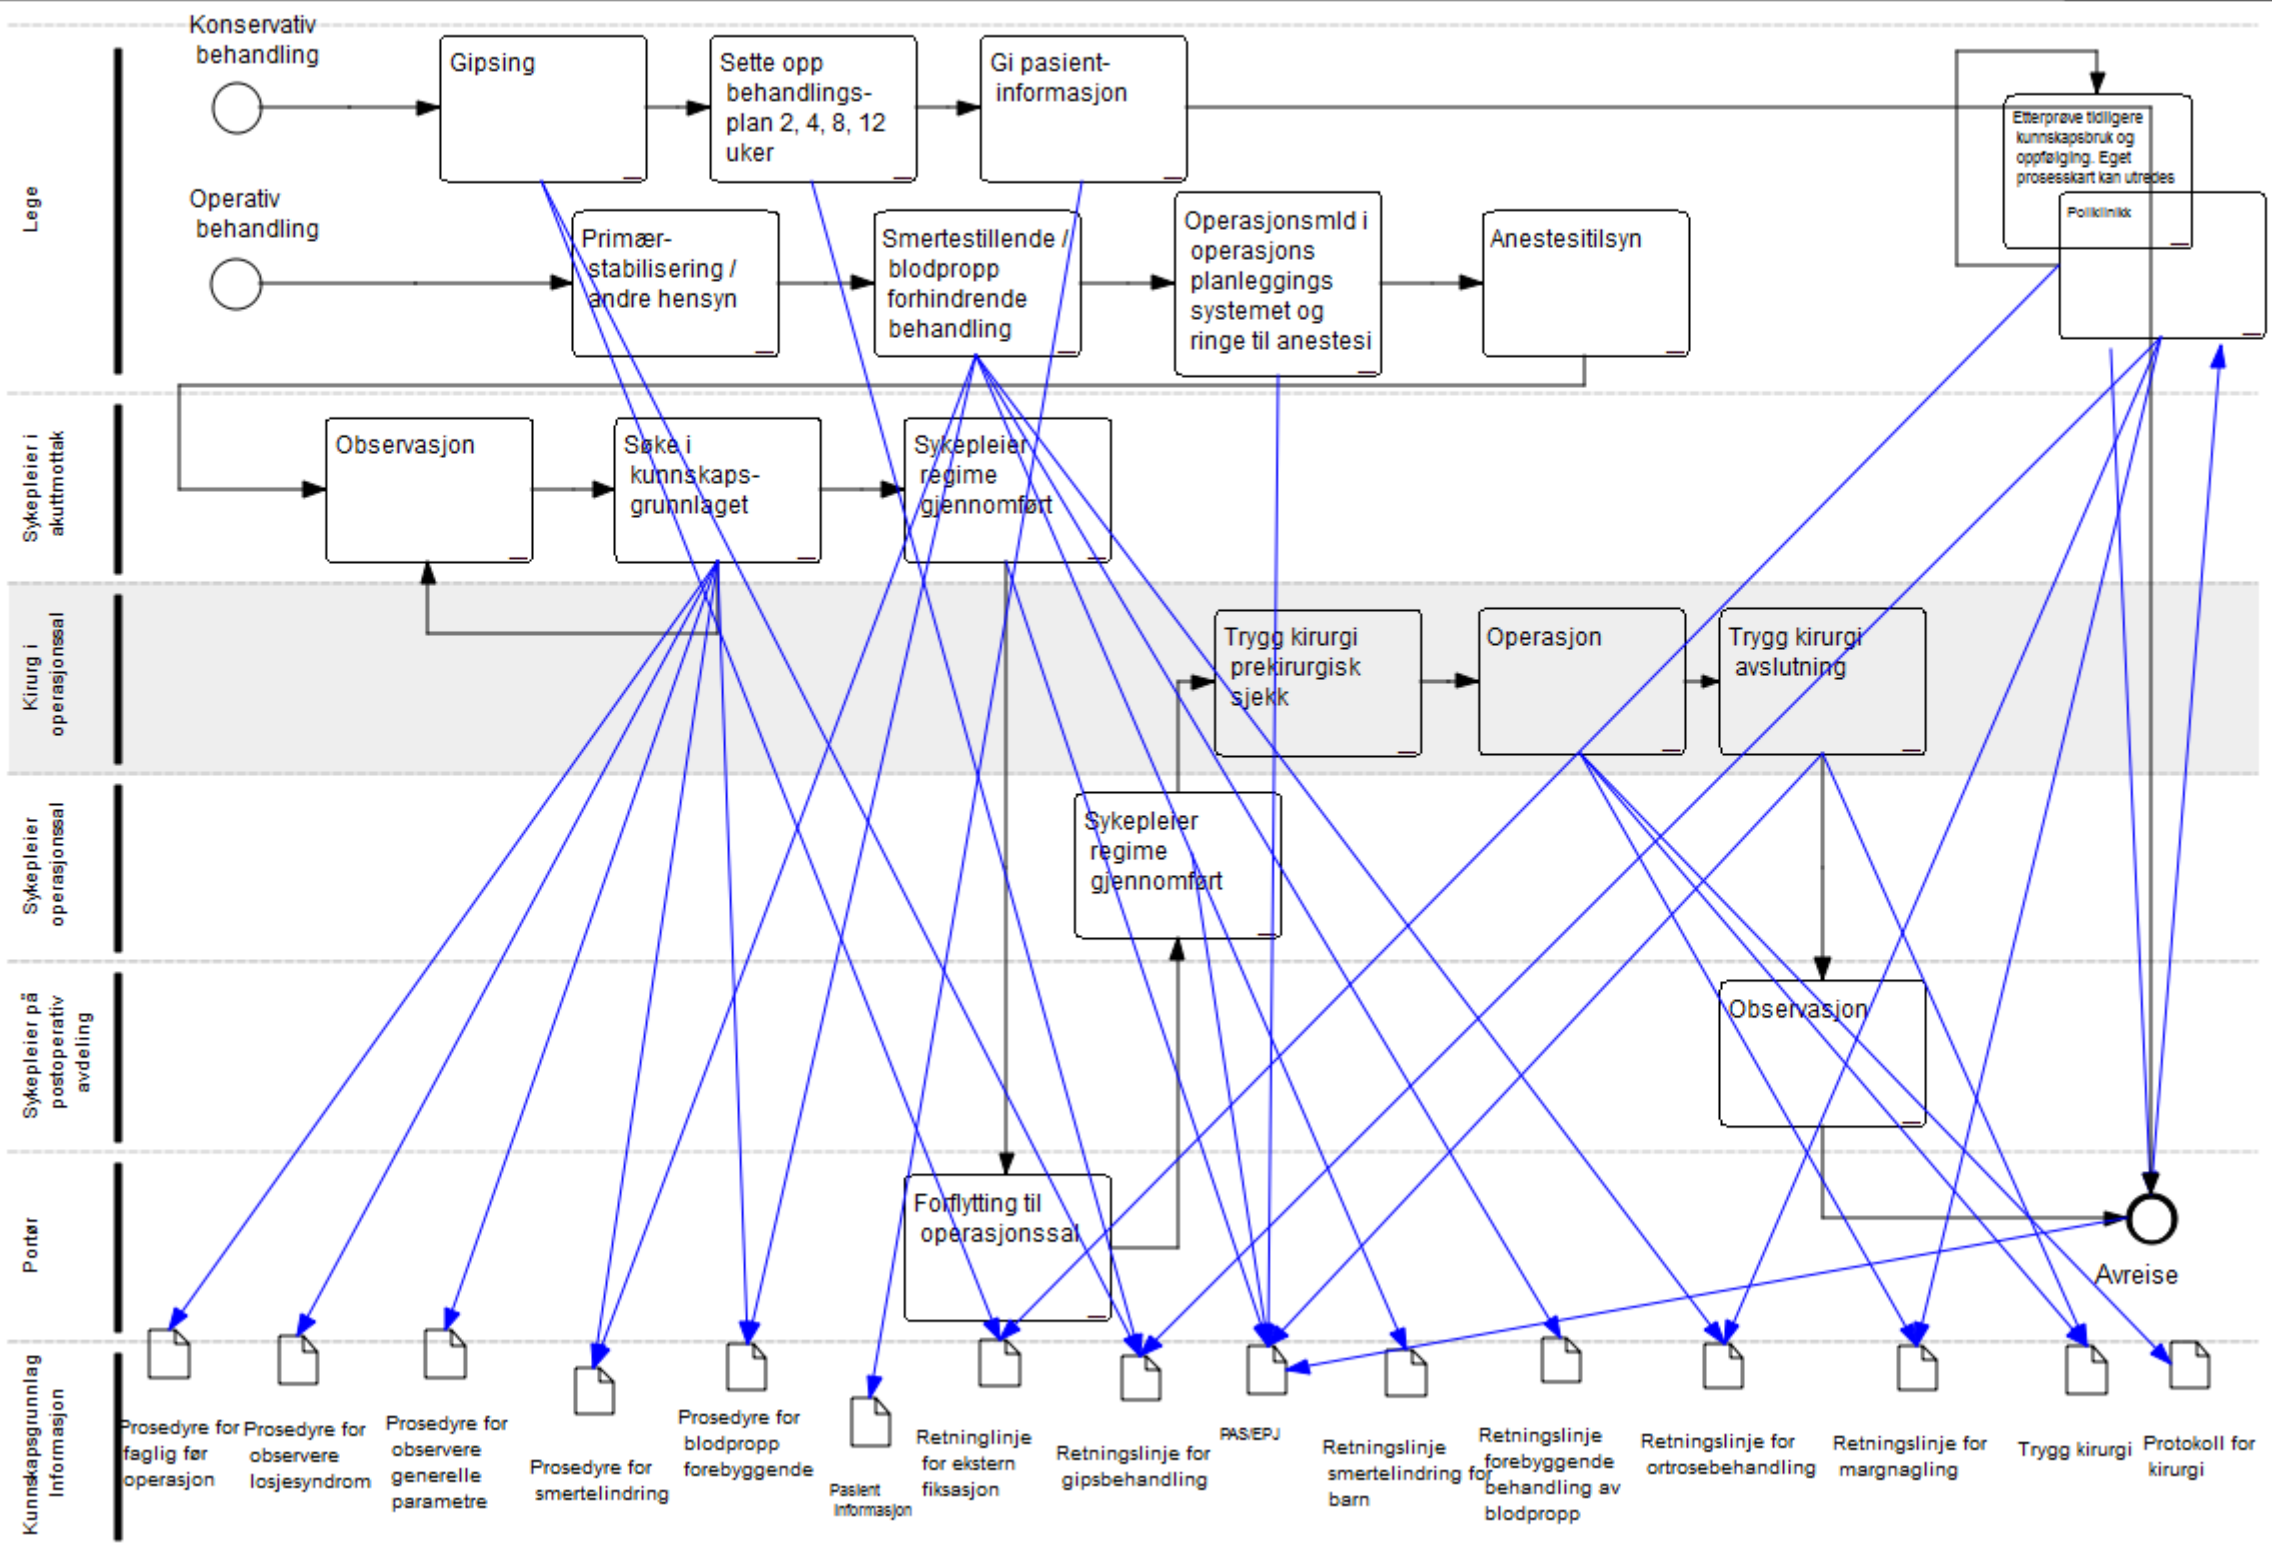 Konservativ
behandling
Gipsing
Sette opp
behandlings-
plan 2, 4, 8, 12
uker
Gi pasient-
informasjon
Etterprøve tidligere
kunnskapsbruk og
oppfølging. Eget
prosesskart kan utredes
Poliklinikk
Lege
Operativ
behandling
Primær-
stabilisering /
andre hensyn
Smertestillende /
blodpropp
forhindrende
behandling
Operasjonsmld i
operasjons
planleggings
systemet og
ringe til anestesi
Anestesitilsyn
Sykepleier i
akuttmottak
Observasjon
Søke i
kunnskaps-
grunnlaget
Sykepleier
regime
gjennomført
Kirurg i
operasjonssal
Trygg kirurgi
prekirurgisk
sjekk
Operasjon
Trygg kirurgi
avslutning
Sykepleier
operasjonssal
Sykepleier
regime
gjennomført
Sykepleier på
postoperativ
avdeling
Observasjon
Portør
Forflytting til
operasjonssal
Avreise
Kunnskapsgrunnlag
Informasjon
Prosedyre for
faglig før
operasjon
Prosedyre for
observere
losjesyndrom
Prosedyre for
observere
generelle
parametre
Prosedyre for
smertelindring
Prosedyre for
blodpropp
forebyggende
Pasient
Informasjon
Retninglinje
for ekstern
fiksasjon
Retningslinje for
gipsbehandling
PAS/EPJ
Retningslinje
smertelindring for
barn
Retningslinje
forebyggende
behandling av
blodpropp
Retningslinje for
ortrosebehandling
Retningslinje for
margnagling
Trygg kirurgi
Protokoll for
kirurgi